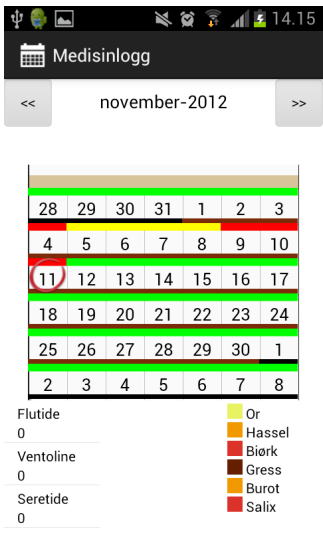 14.15
Medisinlogg
<< november-2012 >>
28 29 30 31 1 2 3
4 5 6 7 8 9 10
11 12 13 14 15 16 17
18 19 20 21 22 23 24
25 26 27 28 29 30 1
2 3 4 5 6 7 8
Flutide
0
Ventoline
0
Seretide
0
Or
Hassel
Biørk
Gress
Burot
Salix